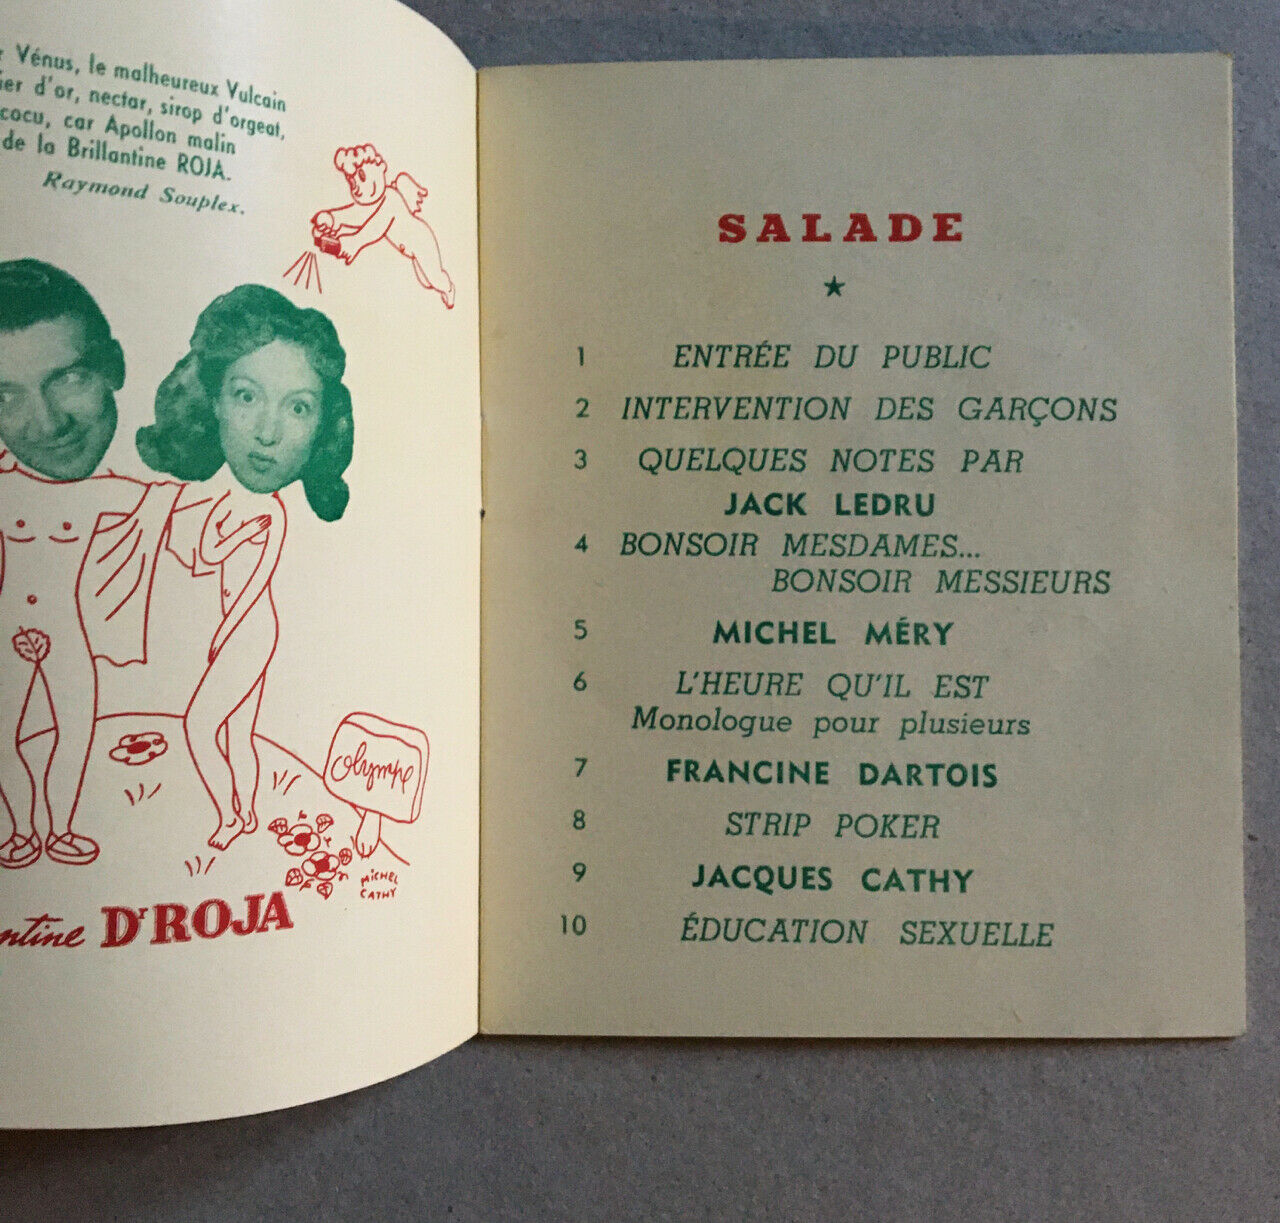 Vénus, le malheureux Vulcain
d'or, nectar, sirop d'orgeat,
cocu, car Apollon malin
de la Brillantine ROJA.
Raymond Souplex.
Olympe
MICHEL
CATHY
Dr ROJA
SALADE
1 ENTRÉE DU PUBLIC
2 INTERVENTION DES GARÇONS
3 QUELQUES NOTES PAR
JACK LEDRU
4 BONSOIR MESDAMES...
BONSOIR MESSIEURS
5 MICHEL MÉRY
6 L'HEURE QU'IL EST
Monologue pour plusieurs
7 FRANCINE DARTOIS
8 STRIP POKER
9 JACQUES CATHY
10 ÉDUCATION SEXUELLE